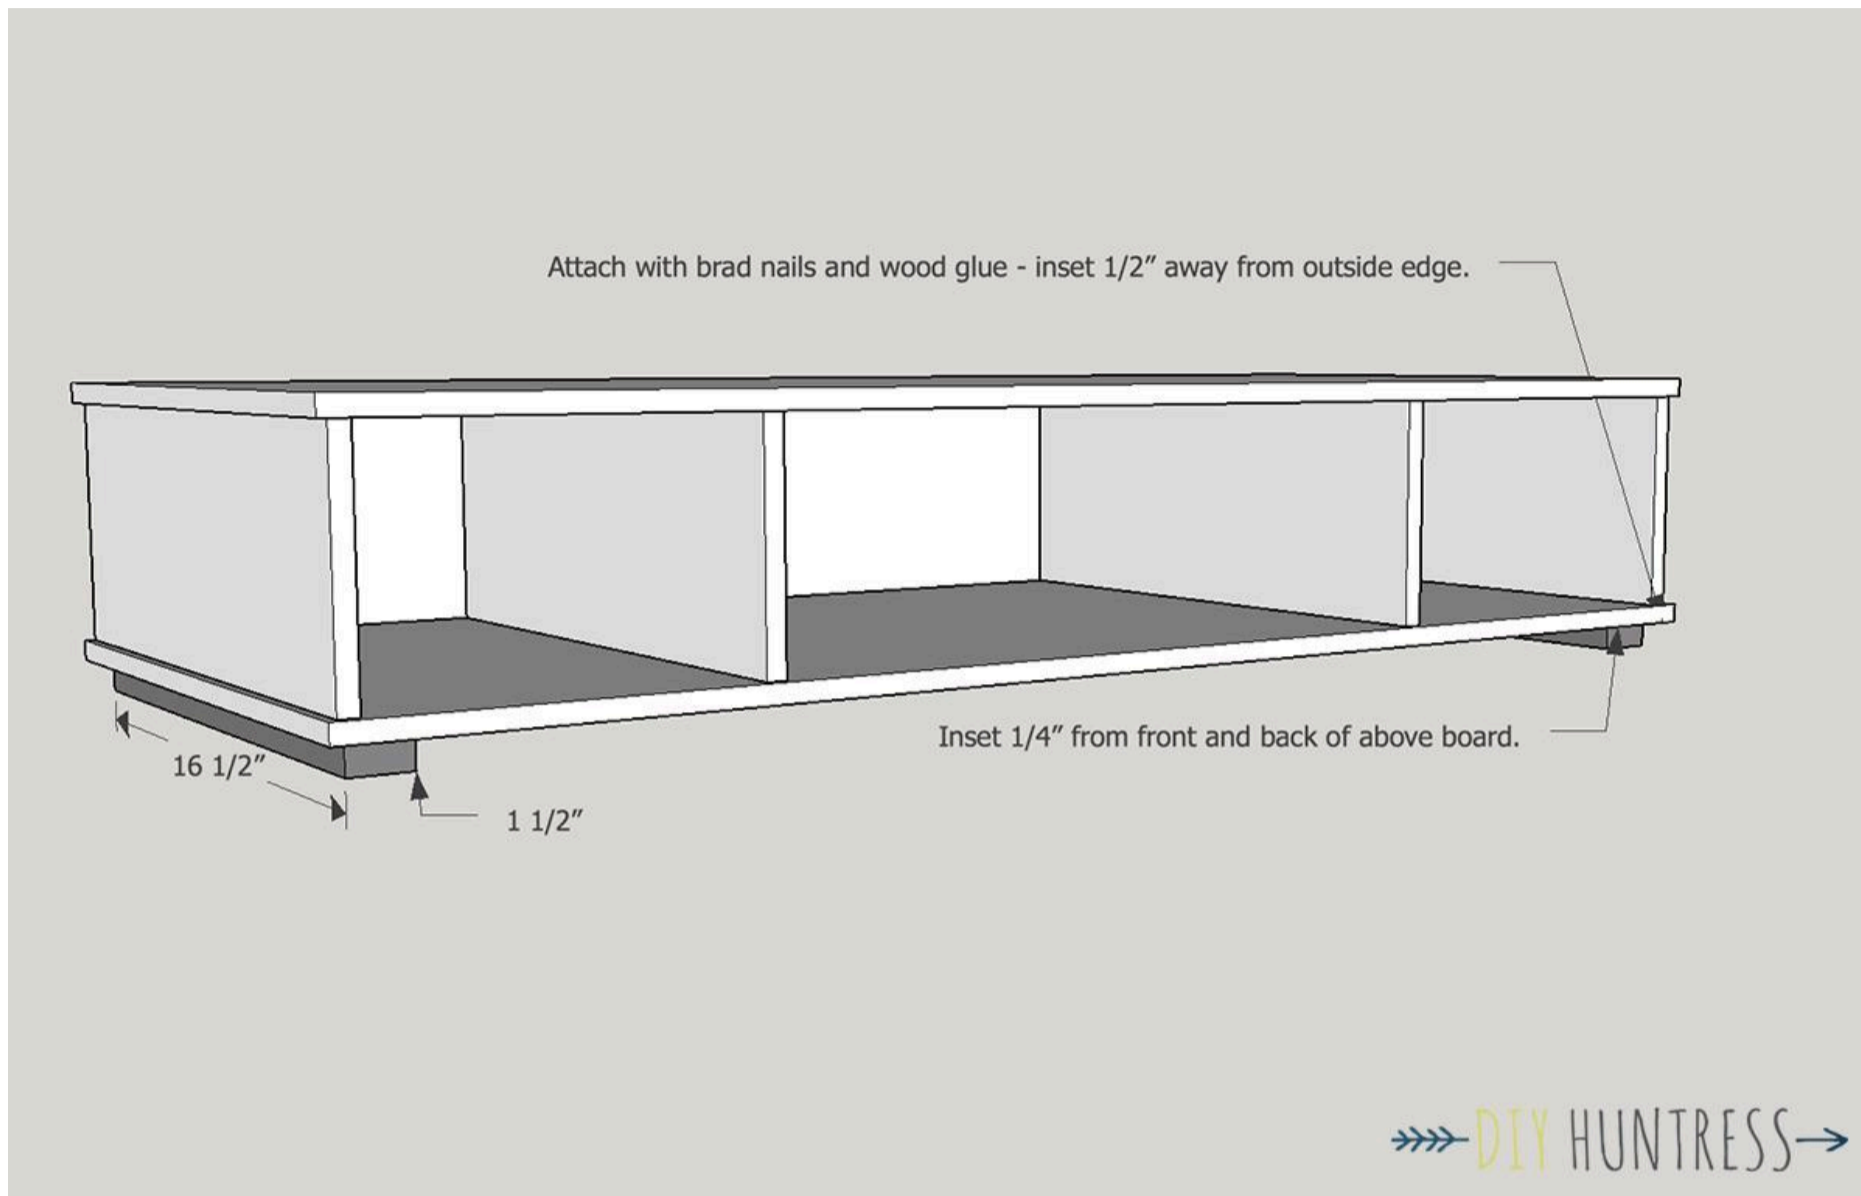 Attach with brad nails and wood glue - inset 1/2" away from outside edge.
Inset 1/4" from front and back of above board.
16 1/2"
1 1/2"
DIY HUNTRESS